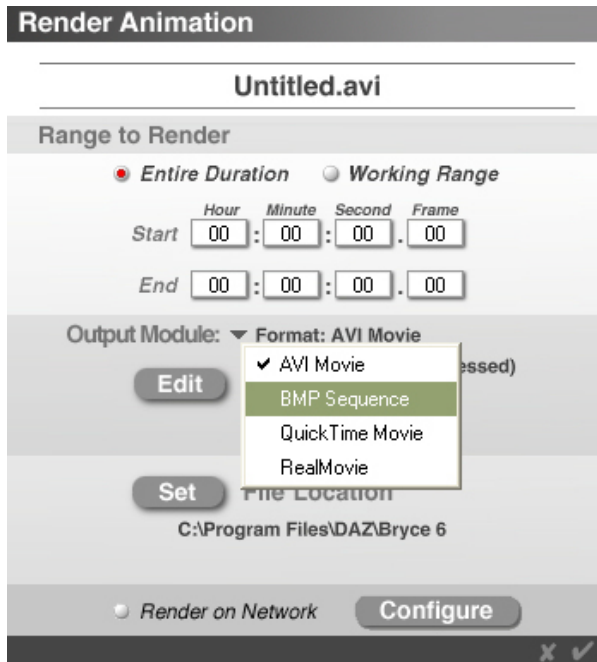 Render Animation
Untitled.avi
Range to Render
Entire Duration Working Range
Hour Minute Second Frame
Start 00 : 00 : 00 . 00
End 00 : 00 : 00 . 00
Output Module: Format: AVI Movie
AVI Movie
BMP Sequence
QuickTime Movie
RealMovie
Edit
Set File Location
C:\Program Files\DAZ\Bryce 6
Render on Network Configure